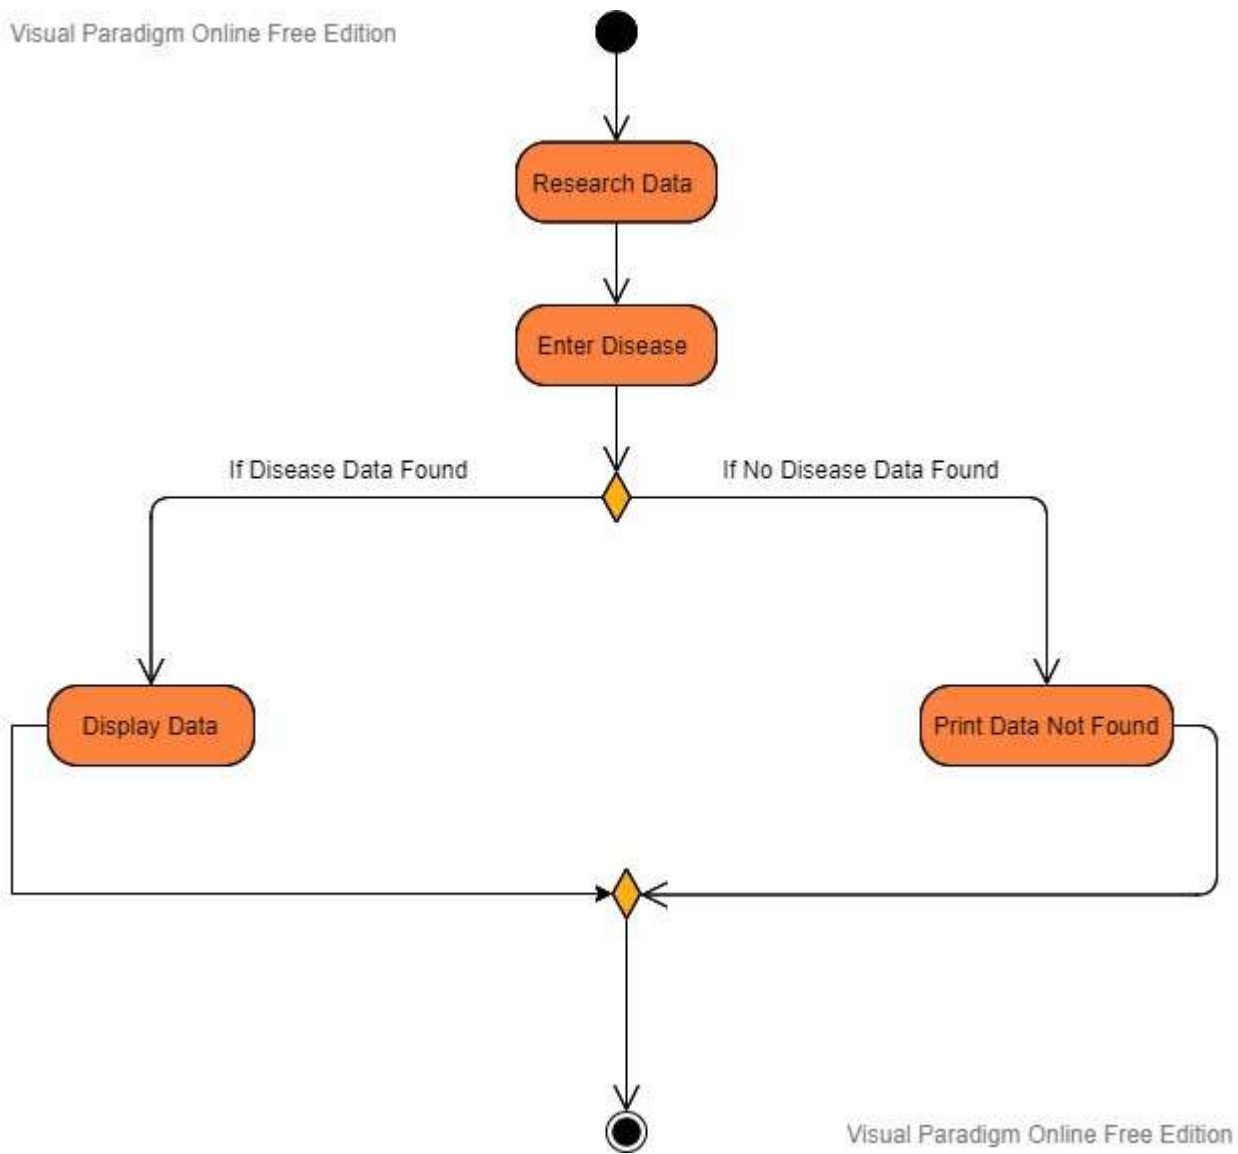 Visual Paradigm Online Free Edition
Research Data
Enter Disease
If Disease Data Found
If No Disease Data Found
Display Data
Print Data Not Found
Visual Paradigm Online Free Edition